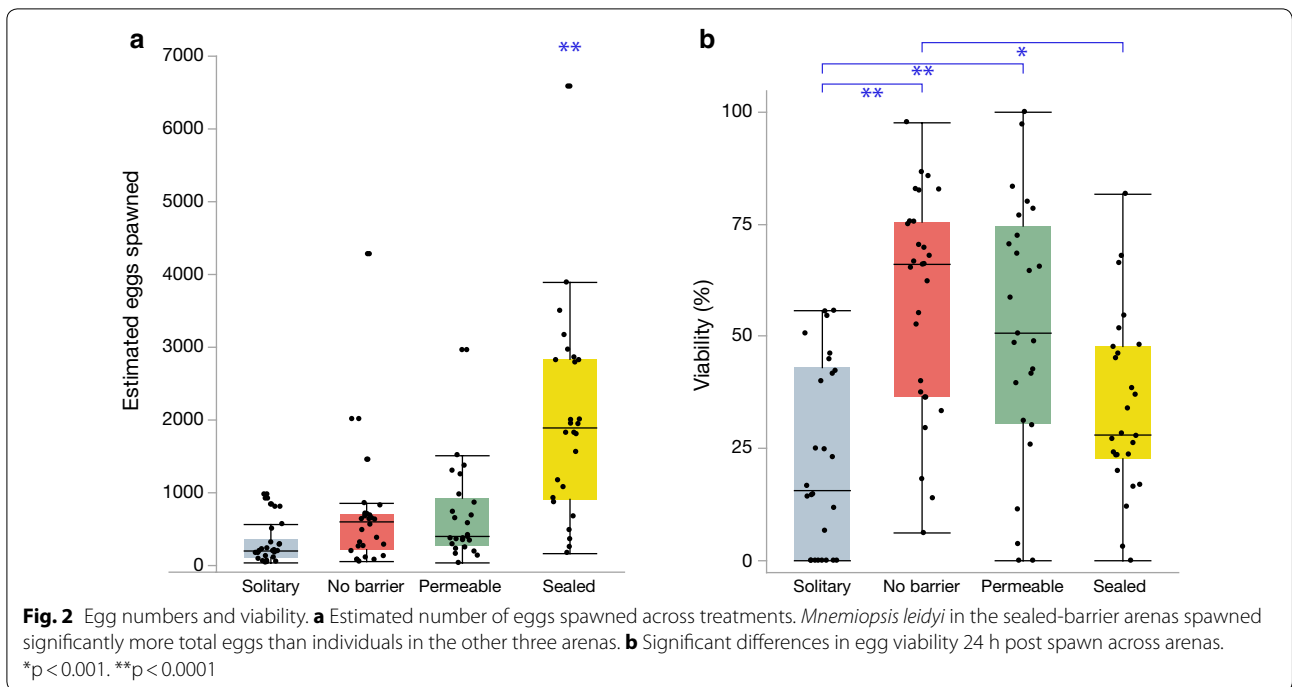 a
b
**
*
**
**
7000
6000
5000
4000
3000
2000
1000
0
Estimated eggs spawned
Solitary No barrier Permeable Sealed
100
75
50
25
0
Viability (%)
Solitary No barrier Permeable Sealed
Fig. 2 Egg numbers and viability. a Estimated number of eggs spawned across treatments. Mnemiopsis leidyi in the sealed-barrier arenas spawned
significantly more total eggs than individuals in the other three arenas. b Significant differences in egg viability 24 h post spawn across arenas.
*p < 0.001. **p < 0.0001